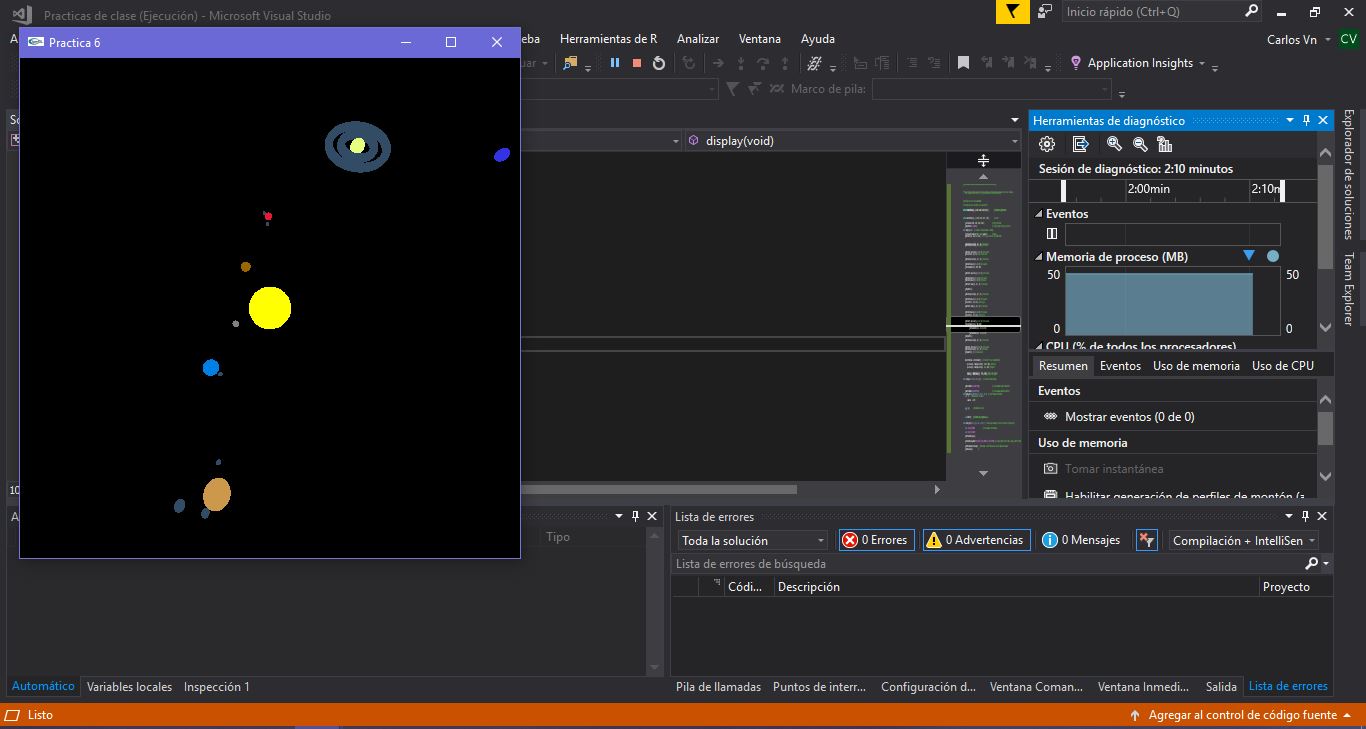 Practicas de clase (Ejecución) - Microsoft Visual Studio
Inicio rápido (Ctrl+Q)
Practica 6
eba Herramientas de R Analizar Ventana Ayuda
Carlos Vn CV
uar
Application Insights
Marco de pila:
display(void)
10
Herramientas de diagnóstico
Sesión de diagnóstico: 2:10 minutos
2:00min 2:10m
Eventos
Memoria de proceso (MB)
50 50
0 0
CPU (% de todos los procesadores)
Resumen Eventos Uso de memoria Uso de CPU
Eventos
Mostrar eventos (0 de 0)
Uso de memoria
Tomar instantánea
Habilitar generación de perfiles de montón (a
Explorador de soluciones
Team Explorer
Tipo
Automático Variables locales Inspección 1
Lista de errores
Toda la solución 0 Errores 0 Advertencias 0 Mensajes Compilación + IntelliSen
Lista de errores de búsqueda
Códi... Descripción Proyecto
Pila de llamadas Puntos de interr... Configuración d... Ventana Coman... Ventana Inmedi... Salida Lista de errores
Listo
Agregar al control de código fuente